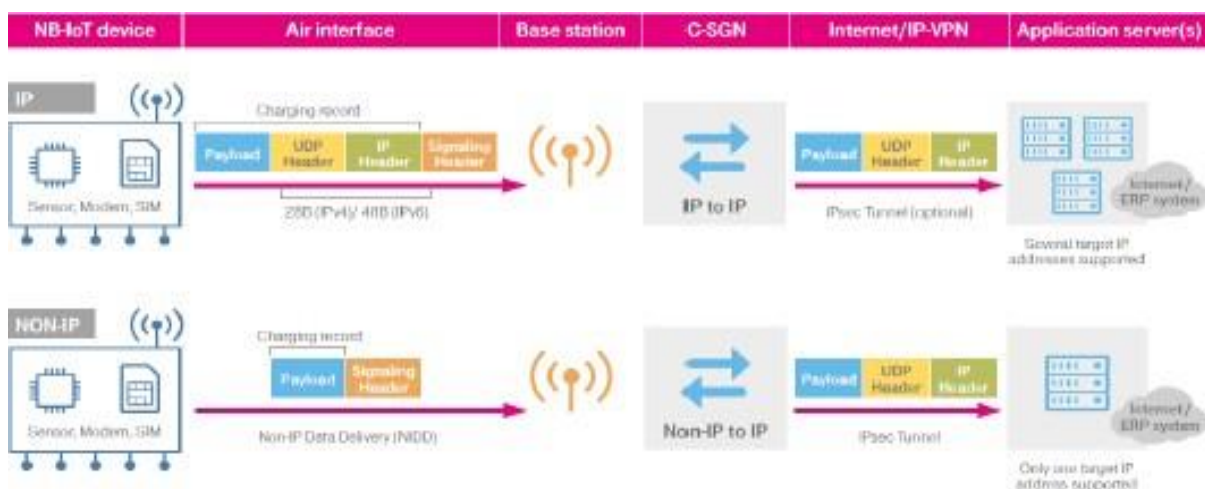 NB-IoT device
Air interface
Base station
C-SGN
Internet/IP-VPN
Application server(s)
IP
Charging record
Payload
UDP
Header
IP
Header
Signaling
Header
Sensor, Modem, SIM
28B (IPv4)/ 48B (IPv6)
IP to IP
Payload
UDP
Header
IP
Header
IPsec Tunnel (optional)
Internet /
ERP system
Several target IP
addresses supported
NON-IP
Charging record
Payload
Signaling
Header
Sensor, Modem, SIM
Non-IP Data Delivery (NIDD)
Non-IP to IP
Payload
UDP
Header
IP
Header
IPsec Tunnel
Internet /
ERP system
Only one target IP
address supported